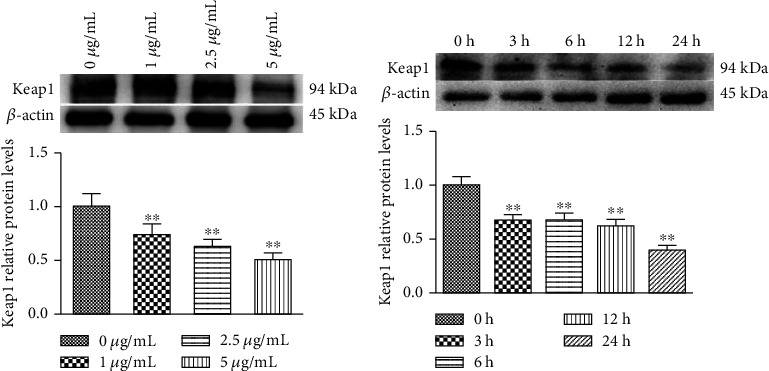 0 μg/mL
1 μg/mL
2.5 μg/mL
5 μg/mL
Keap1
94 kDa
β-actin
45 kDa
Keap1 relative protein levels
1.5
1.0
0.5
0.0
**
**
**
0 μg/mL
2.5 μg/mL
1 μg/mL
5 μg/mL
0 h 3 h 6 h 12 h 24 h
Keap1
94 kDa
β-actin
45 kDa
Keap1 relative protein levels
1.5
1.0
0.5
0.0
**
**
**
**
0 h
12 h
3 h
24 h
6 h